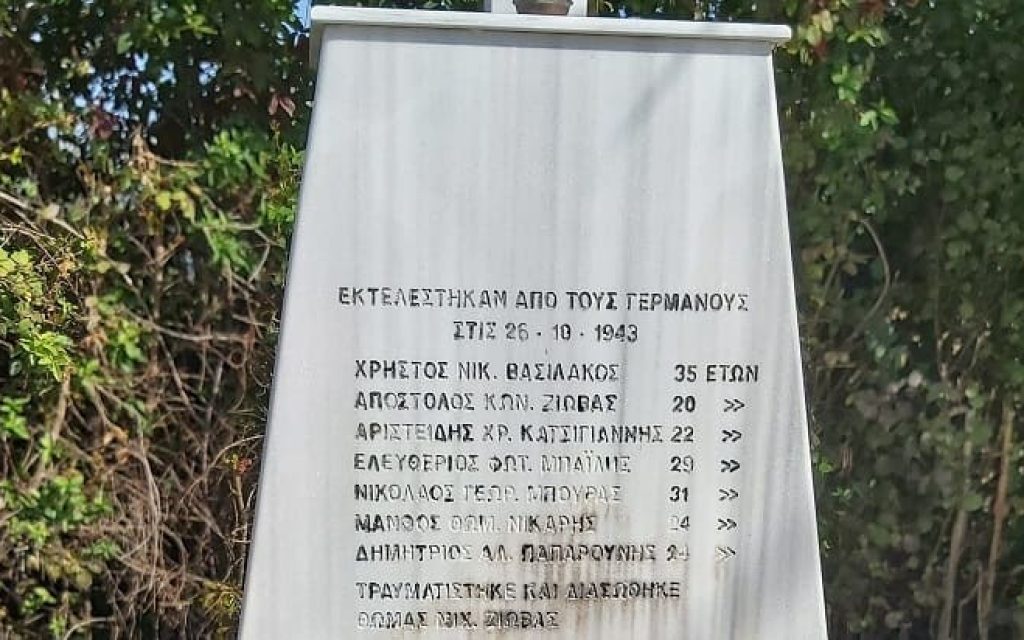 ΕΚΤΕΛΕΣΤΗΚΑΜ ΑΠΟ ΤΟΥΣ ΓΕΡΜΑΝΟΥΣ
ΣΤΙΣ 26 - 10 - 1943
ΧΡΗΣΤΟΣ ΝΙΚ. ΒΑΣΙΛΑΚΟΣ 35 ΕΤΩΝ
ΑΠΟΣΤΟΛΟΣ ΚΩΝ. ΖΙΩΒΑΣ 20 »
ΑΡΙΣΤΕΙΔΗΣ ΧΡ. ΚΑΤΣΙΓΙΑΝΝΗΣ 22 »
ΕΛΕΥΘΕΡΙΟΣ ΦΩΤ. ΜΠΑΪΛΗΣ 29 »
ΝΙΚΟΛΑΟΣ ΓΕΩΡ. ΜΠΟΥΡΑΣ 31 »
ΜΑΝΘΟΣ ΘΩΜ. ΝΙΚΑΡΗΣ 24 »
ΔΗΜΗΤΡΙΟΣ ΑΛ. ΠΑΠΑΡΟΥΝΗΣ 24 »
ΤΡΑΥΜΑΤΙΣΤΗΚΕ ΚΑΙ ΔΙΑΣΩΘΗΚΕ
ΘΩΜΑΣ ΖΙΩΒΑΣ